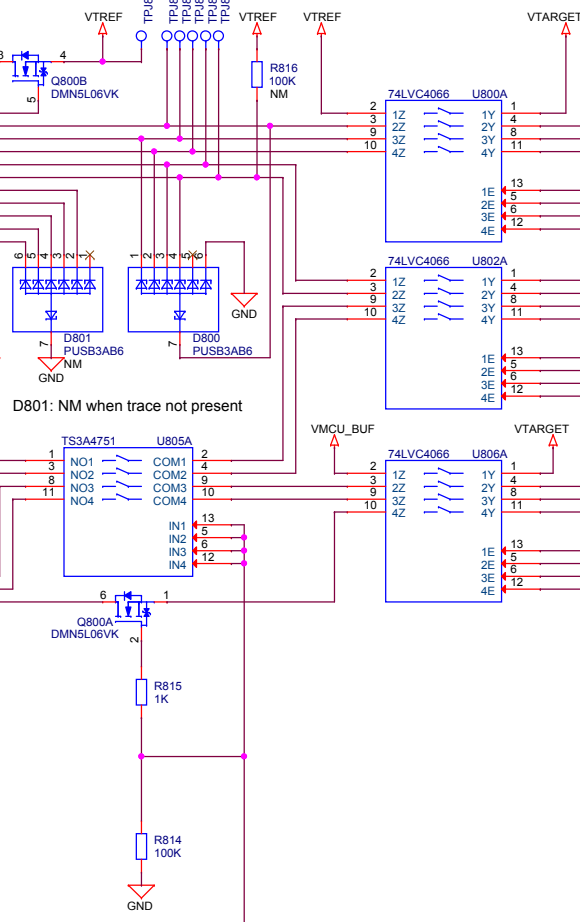 VTREF
VTREF
VTREF
VTARGET
TPJ8
TPJ8
TPJ8
TPJ8
TPJ8
TPJ8
3
4
Q800B
DMN5L06VK
5
R816
100K
NM
74LVC4066 U800A
2 1Z 1Y 1
3 2Z 2Y 4
9 3Z 3Y 8
10 4Z 4Y 11
1E 13
2E 5
3E 6
4E 12
6 5 4 3 2 1
D801
PUSB3AB6
7
NM
GND
1 2 3 4 5 6
D800
PUSB3AB6
7
GND
74LVC4066 U802A
2 1Z 1Y 1
3 2Z 2Y 4
9 3Z 3Y 8
10 4Z 4Y 11
1E 13
2E 5
3E 6
4E 12
D801: NM when trace not present
TS3A4751 U805A
1 NO1 COM1 2
3 NO2 COM2 4
8 NO3 COM3 9
11 NO4 COM4 10
IN1 13
IN2 5
IN3 6
IN4 12
VMCU_BUF
VTARGET
74LVC4066 U806A
2 1Z 1Y 1
3 2Z 2Y 4
9 3Z 3Y 8
10 4Z 4Y 11
1E 13
2E 5
3E 6
4E 12
6
1
Q800A
DMN5L06VK
2
R815
1K
R814
100K
GND